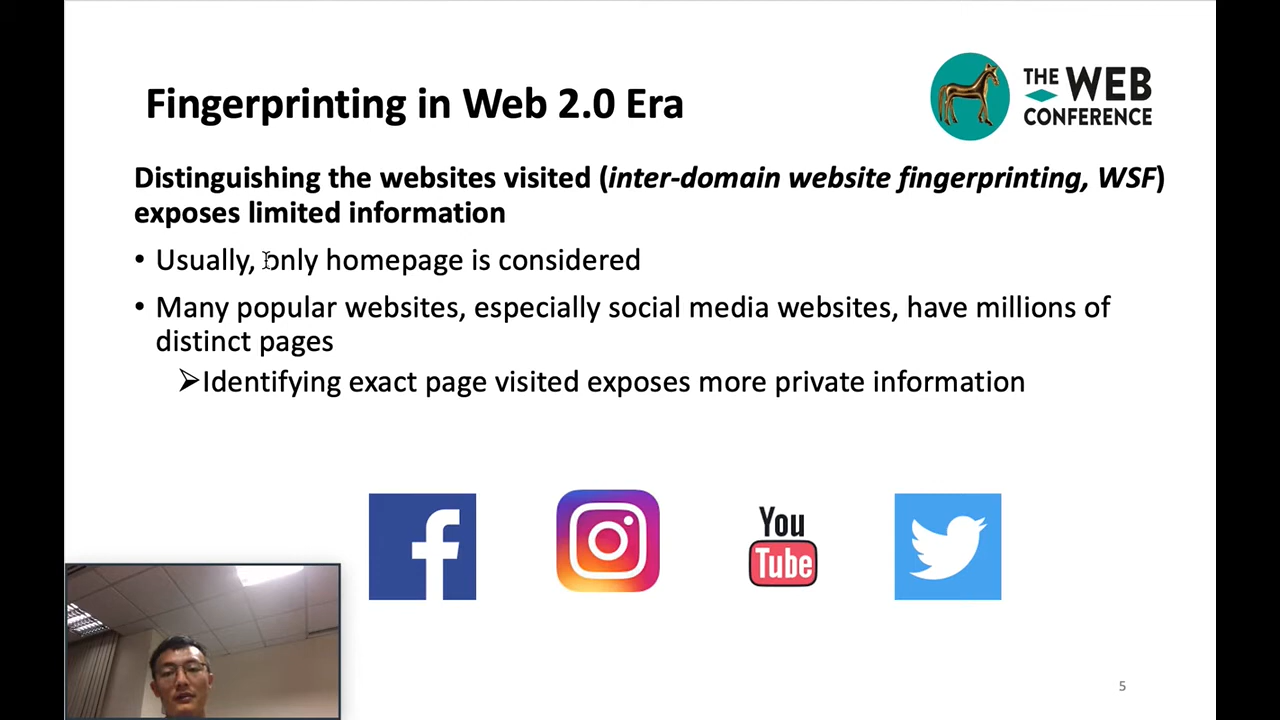 Fingerprinting in Web 2.0 Era
THE WEB
CONFERENCE
Distinguishing the websites visited (inter-domain website fingerprinting, WSF)
exposes limited information
• Usually, only homepage is considered
• Many popular websites, especially social media websites, have millions of
distinct pages
➢Identifying exact page visited exposes more private information
f
You
Tube
5